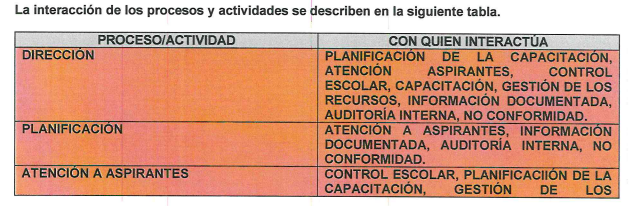 La interacción de los procesos y actividades se describen en la siguiente tabla.
PROCESO/ACTIVIDAD CON QUIEN INTERACTÚA
DIRECCIÓN PLANIFICACIÓN DE LA CAPACITACIÓN,
ATENCIÓN ASPIRANTES, CONTROL
ESCOLAR, CAPACITACIÓN, GESTIÓN DE LOS
RECURSOS, INFORMACIÓN DOCUMENTADA,
AUDITORÍA INTERNA, NO CONFORMIDAD.
PLANIFICACIÓN ATENCIÓN A ASPIRANTES, INFORMACIÓN
DOCUMENTADA, AUDITORÍA INTERNA, NO
CONFORMIDAD.
ATENCIÓN A ASPIRANTES CONTROL ESCOLAR, PLANIFICACIIÓN DE LA
CAPACITACIÓN, GESTIÓN DE LOS